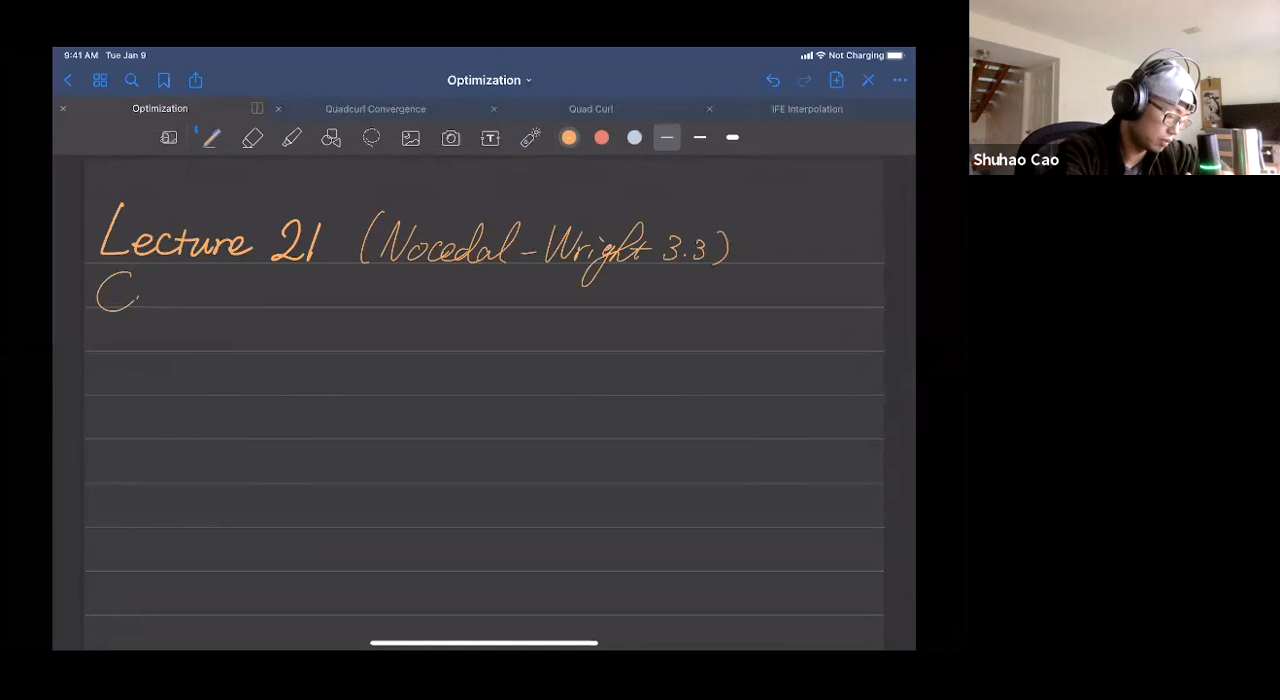 9:41 AM Tue Jan 9
Not Charging
Optimization
Optimization
Quadcurl Convergence
Quad Curl
IFE Interpolation
Shuhao Cao
Lecture 21 (Nocedal-Wright 3.3)
C